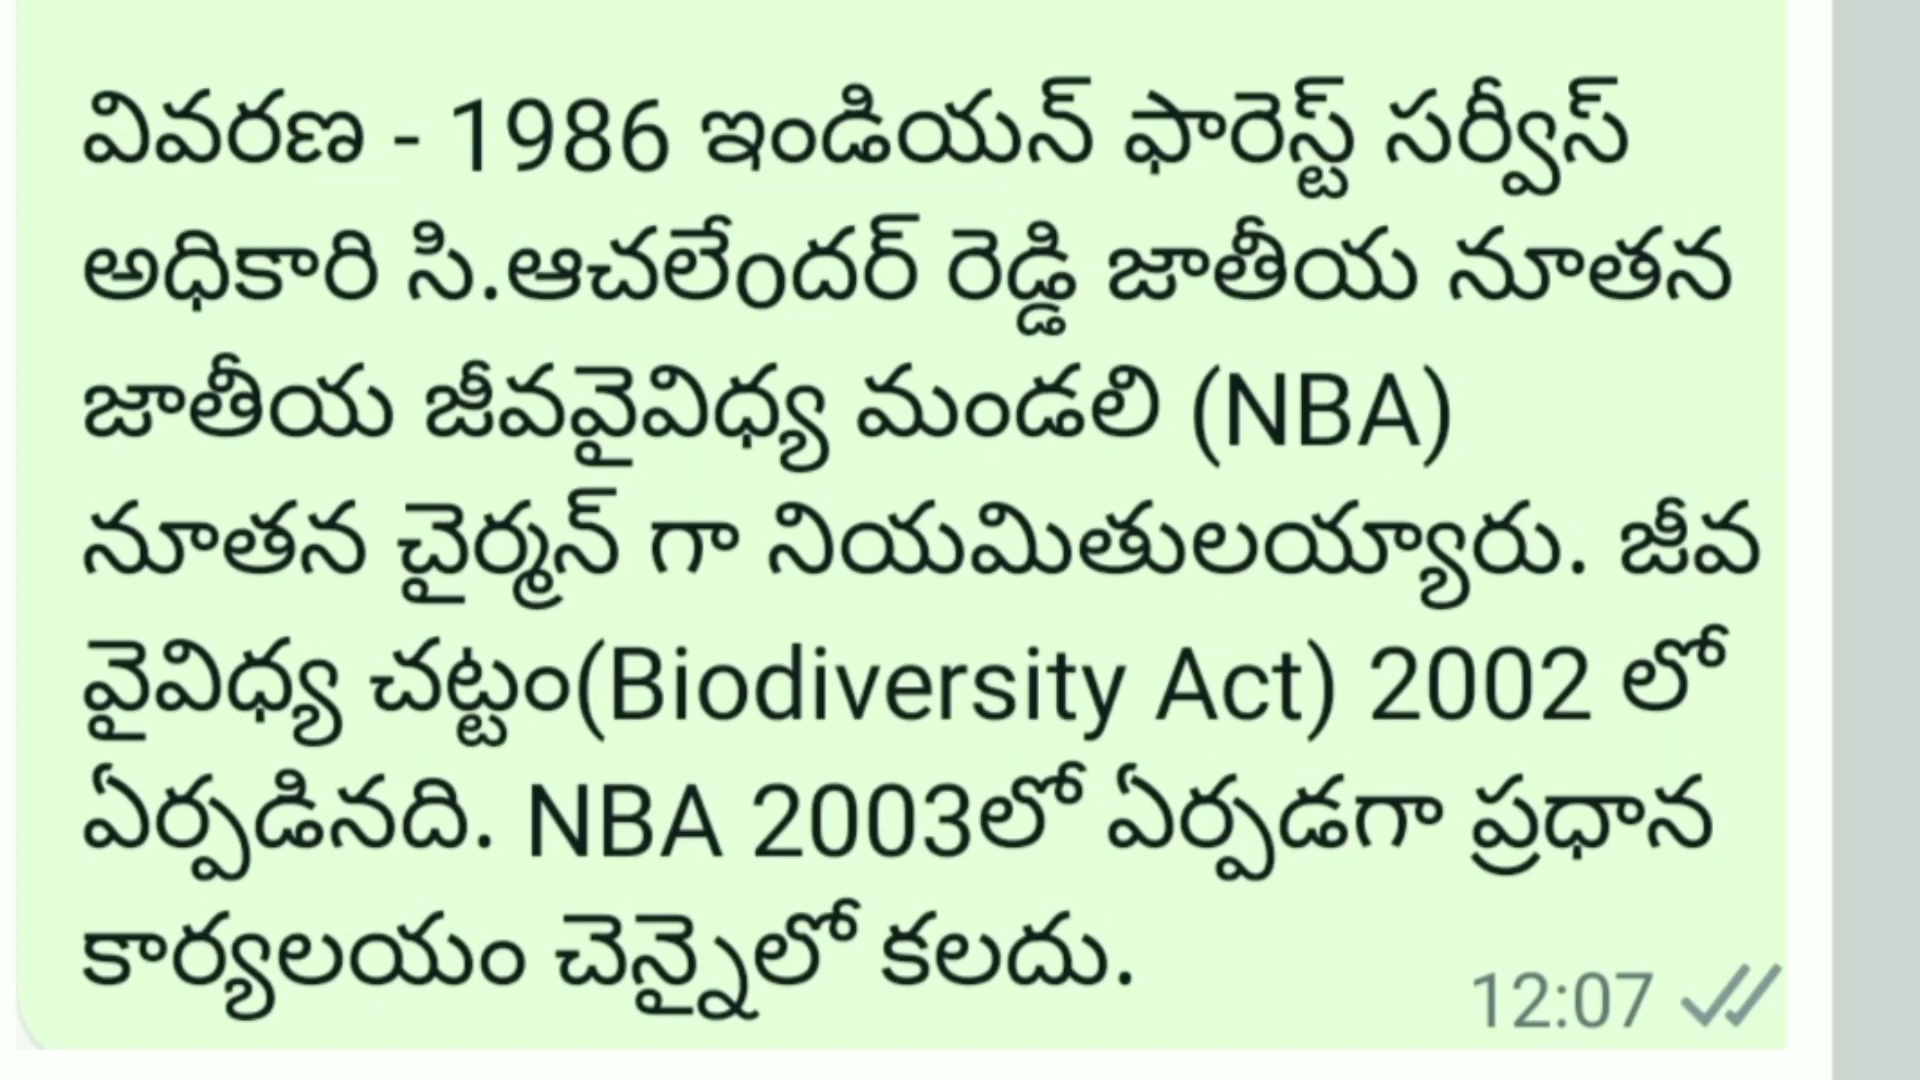 వివరణ - 1986 ఇండియన్ ఫారెస్ట్ సర్వీస్
అధికారి సి.ఆచలేందర్ రెడ్డి జాతీయ నూతన
జాతీయ జీవవైవిధ్య మండలి (NBA)
నూతన చైర్మన్ గా నియమితులయ్యారు. జీవ
వైవిధ్య చట్టం(Biodiversity Act) 2002 లో
ఏర్పడినది. NBA 2003లో ఏర్పడగా ప్రధాన
కార్యలయం చెన్నైలో కలదు.
12:07